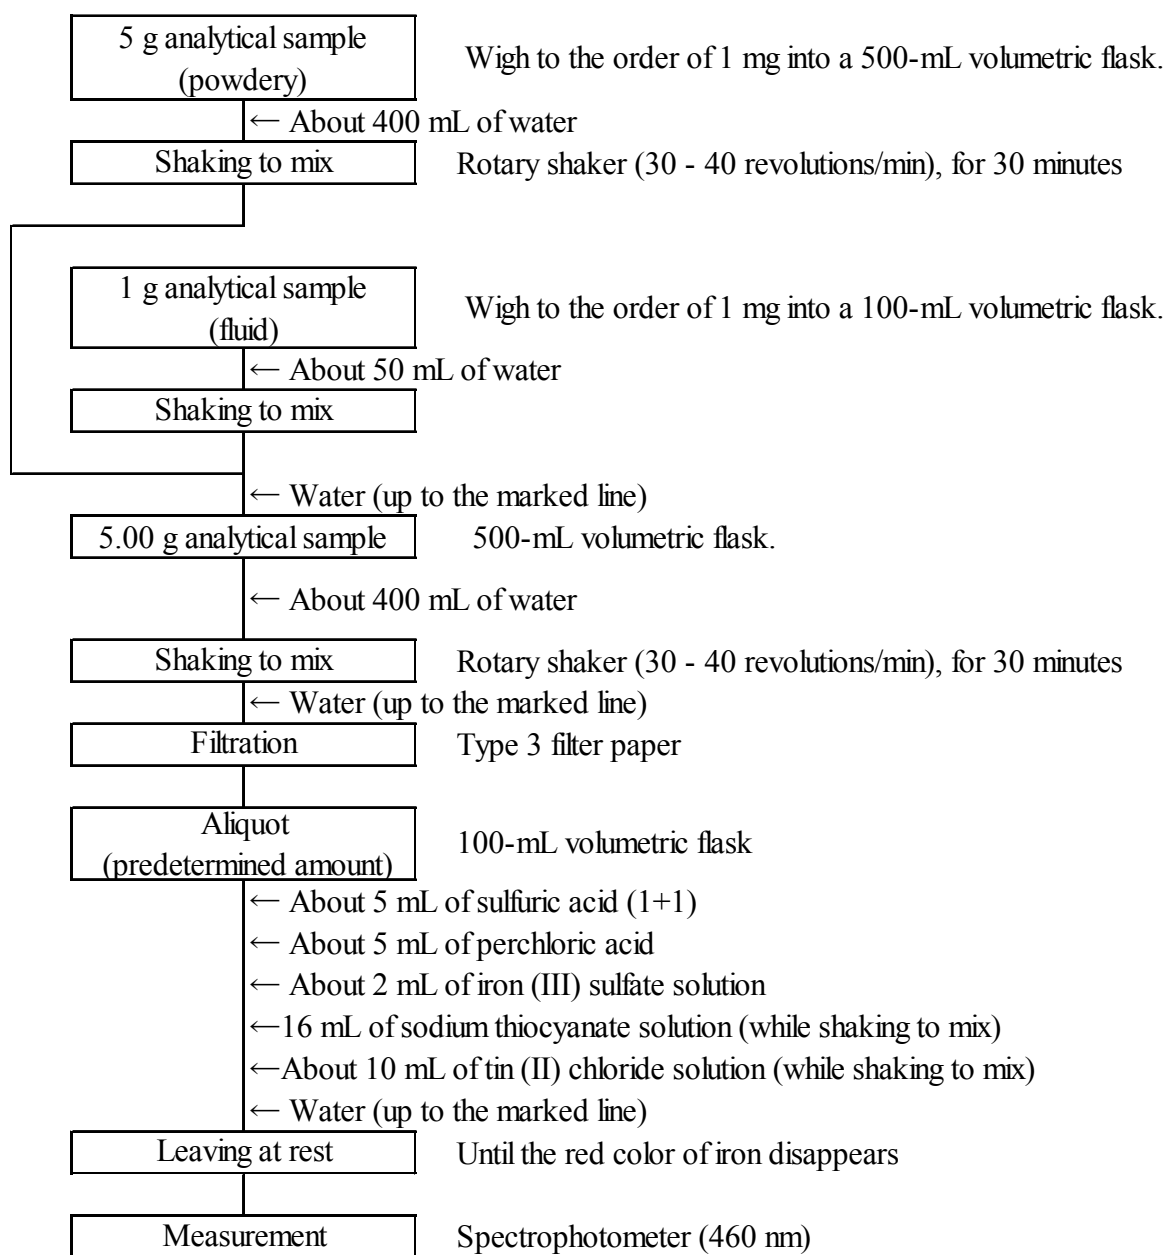 5 g analytical sample
(powdery)
Wigh to the order of 1 mg into a 500-mL volumetric flask.
← About 400 mL of water
Shaking to mix
Rotary shaker (30 - 40 revolutions/min), for 30 minutes
1 g analytical sample
(fluid)
Wigh to the order of 1 mg into a 100-mL volumetric flask.
← About 50 mL of water
Shaking to mix
← Water (up to the marked line)
5.00 g analytical sample
500-mL volumetric flask.
← About 400 mL of water
Shaking to mix
Rotary shaker (30 - 40 revolutions/min), for 30 minutes
← Water (up to the marked line)
Filtration
Type 3 filter paper
Aliquot
(predetermined amount)
100-mL volumetric flask
← About 5 mL of sulfuric acid (1+1)
← About 5 mL of perchloric acid
← About 2 mL of iron (III) sulfate solution
←16 mL of sodium thiocyanate solution (while shaking to mix)
←About 10 mL of tin (II) chloride solution (while shaking to mix)
← Water (up to the marked line)
Leaving at rest
Until the red color of iron disappears
Measurement
Spectrophotometer (460 nm)